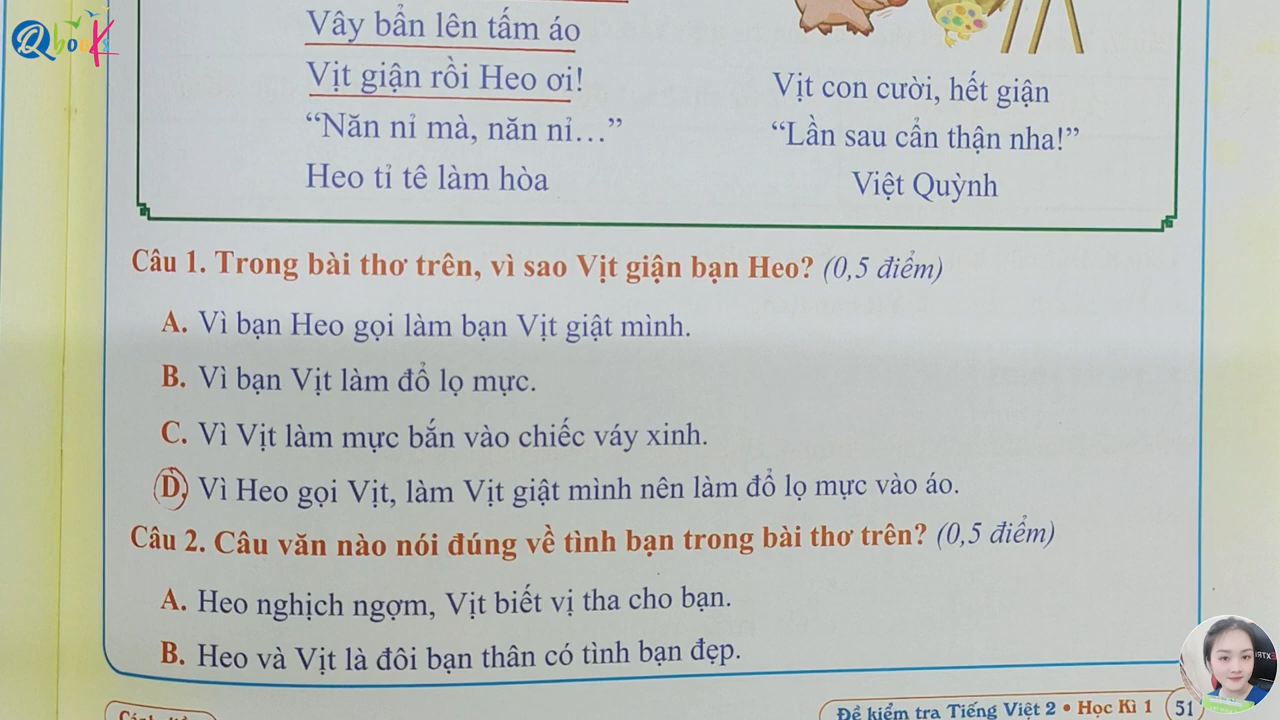 Qbooks
Vây bẩn lên tấm áo
Vịt giận rồi Heo ơi!
“Năn nỉ mà, năn nỉ…”
Heo tỉ tê làm hòa
Vịt con cười, hết giận
“Lần sau cẩn thận nha!”
Việt Quỳnh
Câu 1. Trong bài thơ trên, vì sao Vịt giận bạn Heo? (0,5 điểm)
A. Vì bạn Heo gọi làm bạn Vịt giật mình.
B. Vì bạn Vịt làm đổ lọ mực.
C. Vì Vịt làm mực bắn vào chiếc váy xinh.
D. Vì Heo gọi Vịt, làm Vịt giật mình nên làm đổ lọ mực vào áo.
Câu 2. Câu văn nào nói đúng về tình bạn trong bài thơ trên? (0,5 điểm)
A. Heo nghịch ngợm, Vịt biết vị tha cho bạn.
B. Heo và Vịt là đôi bạn thân có tình bạn đẹp.
Đề kiểm tra Tiếng Việt 2 • Học Kì 1 51